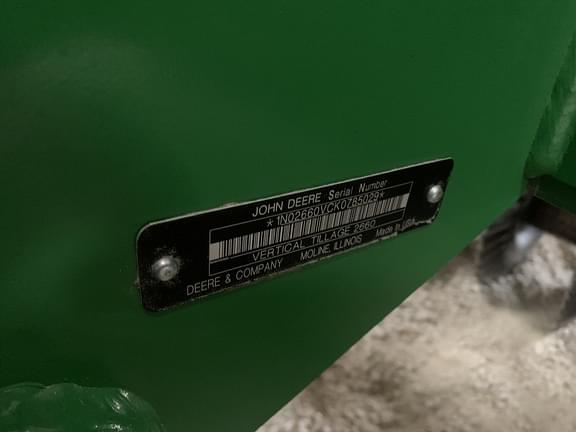 JOHN DEERE Serial Number
*1N02660VCK0785029*
VERTICAL TILLAGE 2660
DEERE & COMPANY MOLINE, ILLINOIS Made in USA